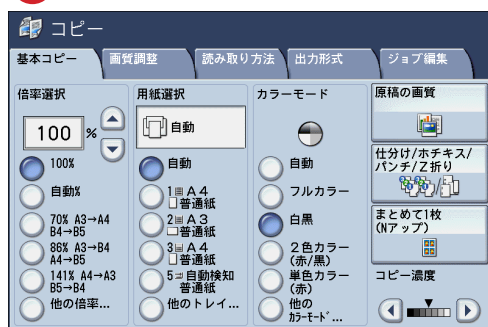 コピー
基本コピー
画質調整
読み取り方法
出力形式
ジョブ編集
倍率選択
100 %
100%
自動%
70% A3→A4
B4→B5
86% A3→B4
A4→B5
141% A4→A3
B5→B4
他の倍率...
用紙選択
自動
自動
1 A4
普通紙
2 A3
普通紙
3 A4
普通紙
5 自動検知
普通紙
他のトレイ...
カラーモード
自動
フルカラー
白黒
2色カラー
(赤/黒)
単色カラー
(赤)
他の
カラーモード...
原稿の画質
仕分け/ホチキス/
パンチ/Z折り
まとめて1枚
(Nアップ)
コピー濃度